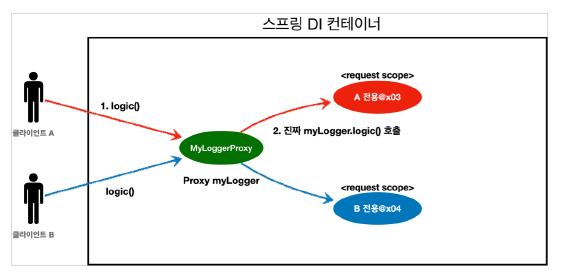 스프링 DI 컨테이너
<request scope>
A 전용@x03
1. logic()
클라이언트 A
2. 진짜 myLogger.logic() 호출
MyLoggerProxy
Proxy myLogger
logic()
<request scope>
B 전용@x04
클라이언트 B